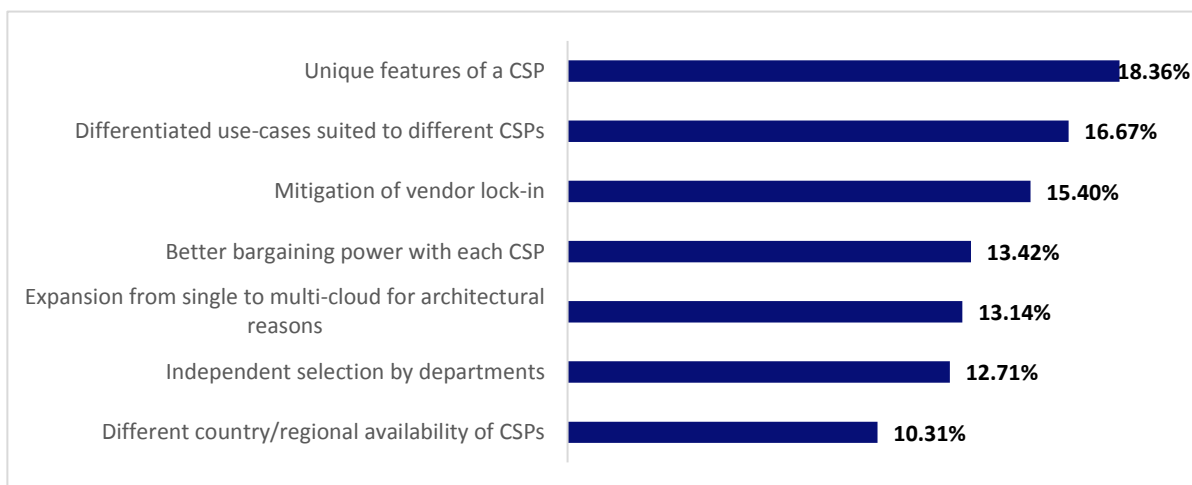 Unique features of a CSP
18.36%
Differentiated use-cases suited to different CSPs
16.67%
Mitigation of vendor lock-in
15.40%
Better bargaining power with each CSP
13.42%
Expansion from single to multi-cloud for architectural
reasons
13.14%
Independent selection by departments
12.71%
Different country/regional availability of CSPs
10.31%